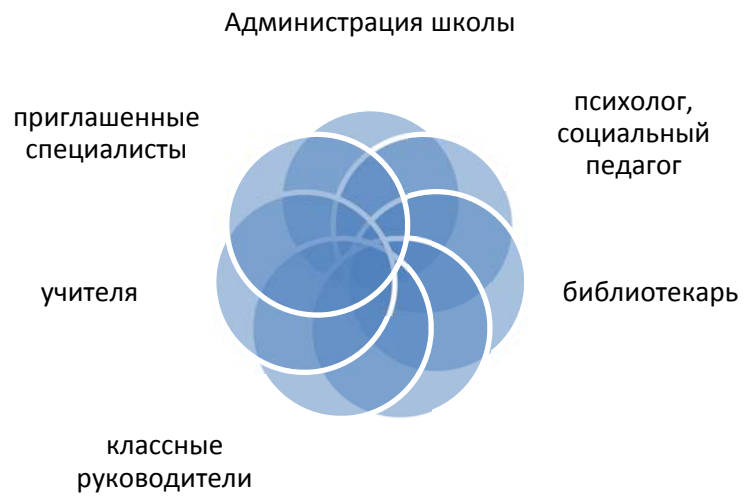 Администрация школы
приглашенные
специалисты
психолог,
социальный
педагог
учителя
библиотекарь
классные
руководители